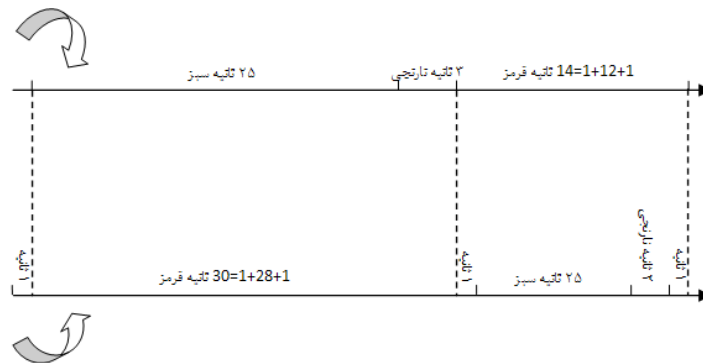 ۲۵ ثانیه سبز
۳ ثانیه نارنجی
14=1+12+1 ثانیه قرمز
۱ ثانیه
30=1+28+1 ثانیه قرمز
۱ ثانیه
۲۵ ثانیه سبز
۲ ثانیه نارنجی
۱ ثانیه